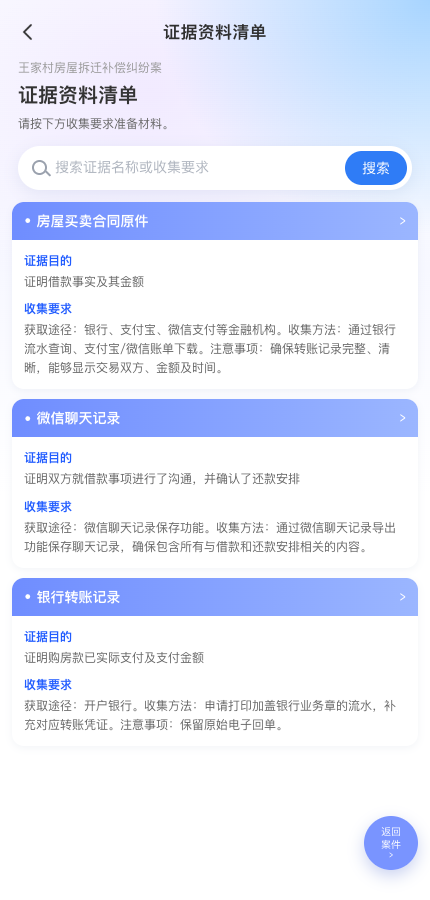 证据资料清单
王家村房屋拆迁补偿纠纷案
证据资料清单
请按下方收集要求准备材料。
搜索证据名称或收集要求
搜索
• 房屋买卖合同原件
证据目的
证明借款事实及其金额
收集要求
获取途径：银行、支付宝、微信支付等金融机构。收集方法：通过银行
流水查询、支付宝/微信账单下载。注意事项：确保转账记录完整、清
晰，能够显示交易双方、金额及时间。
• 微信聊天记录
证据目的
证明双方就借款事项进行了沟通，并确认了还款安排
收集要求
获取途径：微信聊天记录保存功能。收集方法：通过微信聊天记录导出
功能保存聊天记录，确保包含所有与借款和还款安排相关的内容。
• 银行转账记录
证据目的
证明购房款已实际支付及支付金额
收集要求
获取途径：开户银行。收集方法：申请打印加盖银行业务章的流水，补
充对应转账凭证。注意事项：保留原始电子回单。
返回
案件